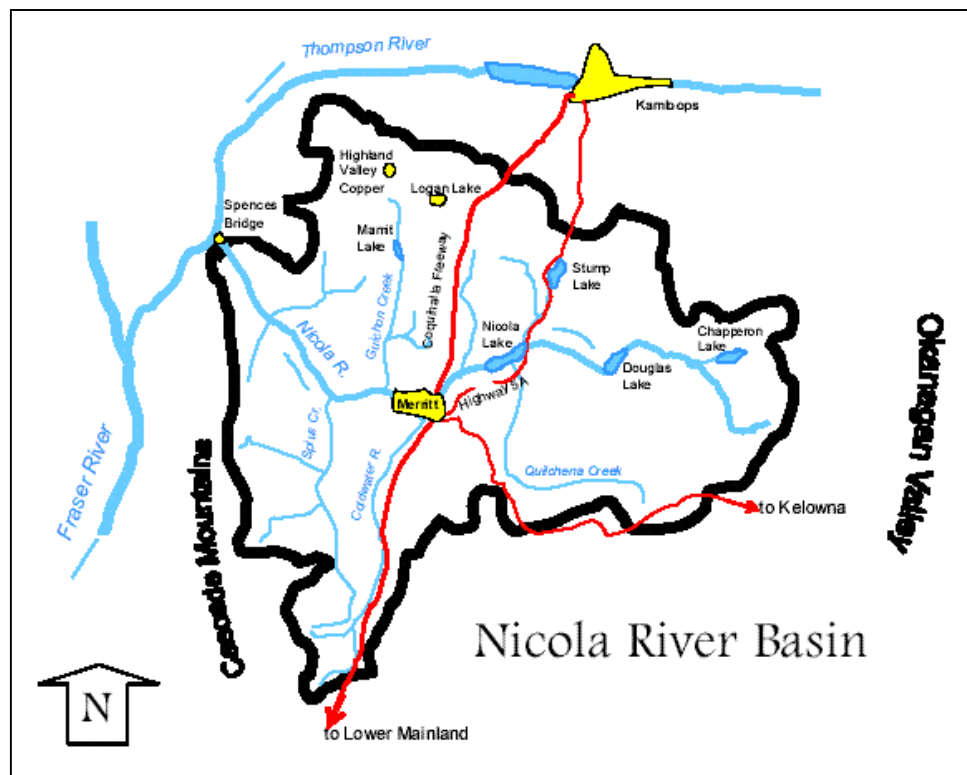 Thompson River
Kambops
Highland
Valley
Copper
Logan Lake
Spences
Bridge
Mamit
Lake
Coquihalla Freeway
Guichon Creek
Stump
Lake
Nicola
Lake
Chapperon
Lake
Douglas
Lake
Nicola R.
Merritt
Highway 5A
Okanagan Valley
Spius Cr.
Coldwater R.
Quilchena Creek
Fraser River
Cascade Mountains
to Kelowna
Nicola River Basin
N
to Lower Mainland